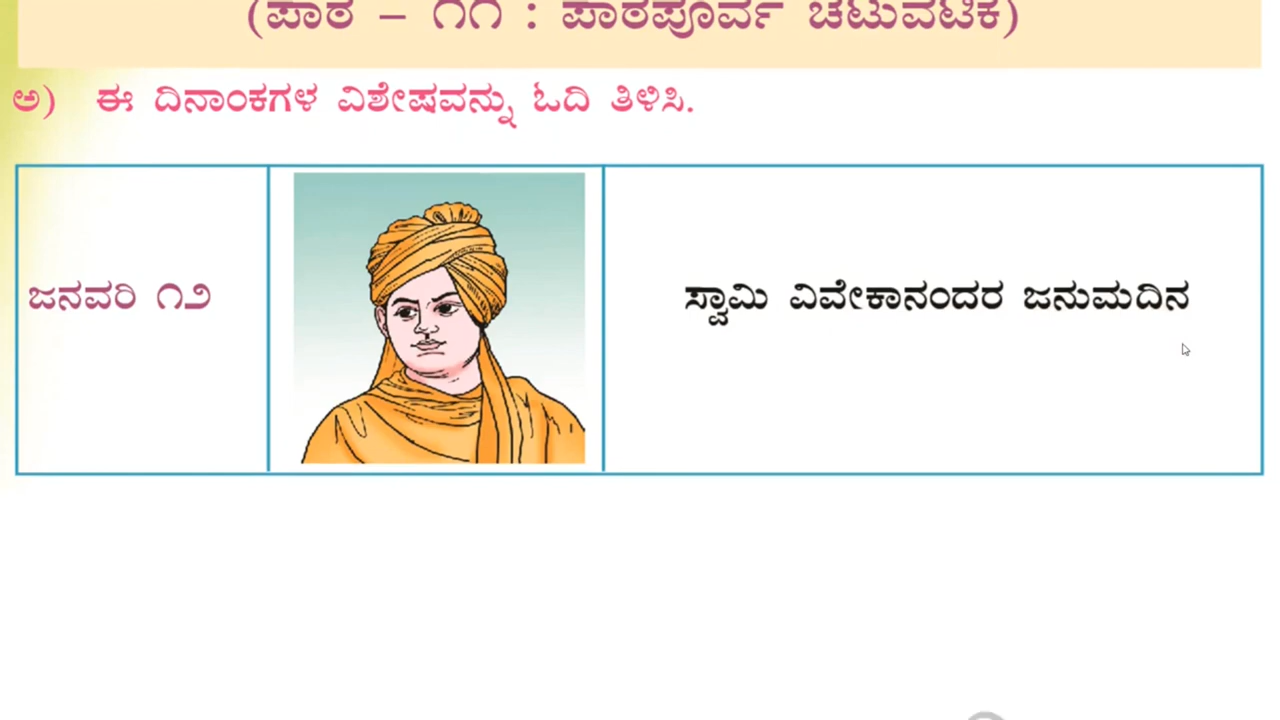 (ಪಾಠ – ೧೧ : ಪಾಠಪೂರ್ವ ಚಟುವಟಿಕೆ)
ಅ) ಈ ದಿನಾಂಕಗಳ ವಿಶೇಷವನ್ನು ಓದಿ ತಿಳಿಸಿ.
ಜನವರಿ ೧೨
ಸ್ವಾಮಿ ವಿವೇಕಾನಂದರ ಜನುಮದಿನ